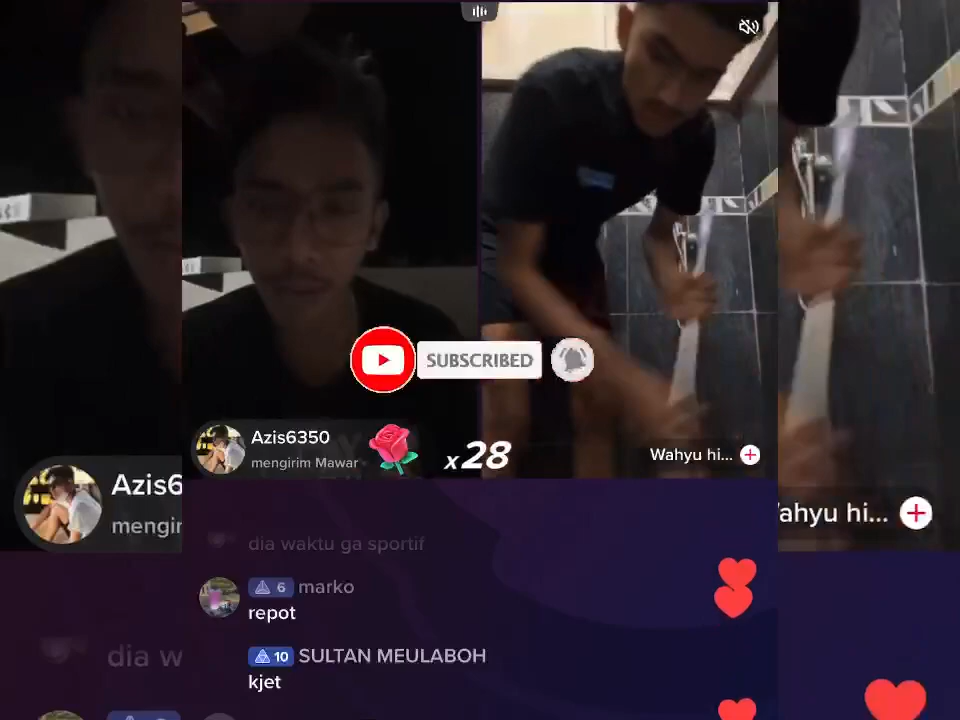 SUBSCRIBED
Azis6350
mengirim Mawar
x28
Wahyu hi...
Azis6
mengir
ahyu hi...
dia waktu ga sportif
6 marko
repot
10 SULTAN MEULABOH
kjet
dia w